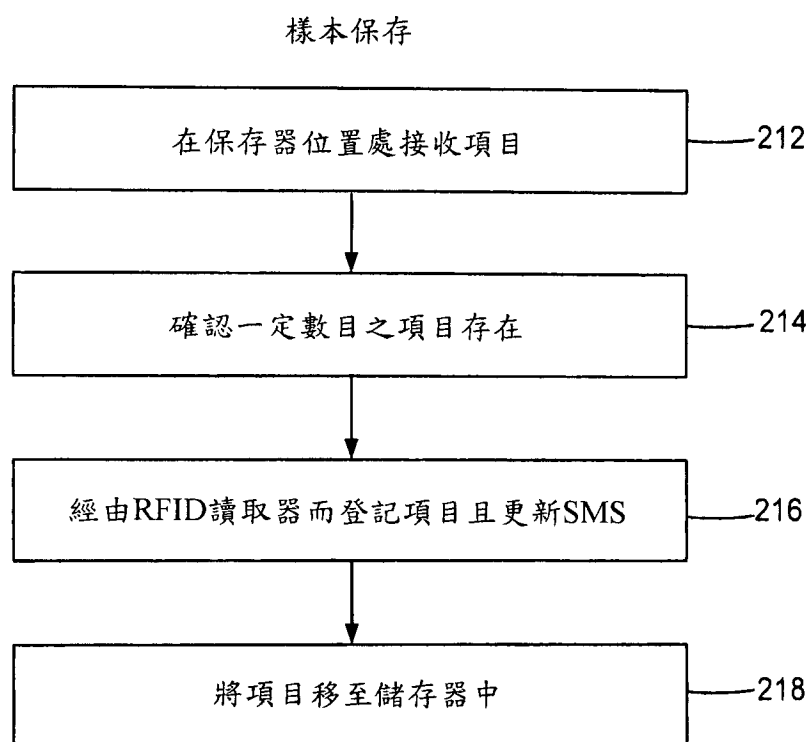 樣本保存
在保存器位置處接收項目
212
確認一定數目之項目存在
214
經由RFID讀取器而登記項目且更新SMS
216
將項目移至儲存器中
218